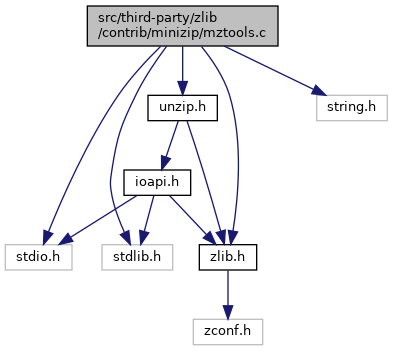 src/third-party/zlib
/contrib/minizip/mztools.c
unzip.h
string.h
ioapi.h
stdio.h
stdlib.h
zlib.h
zconf.h